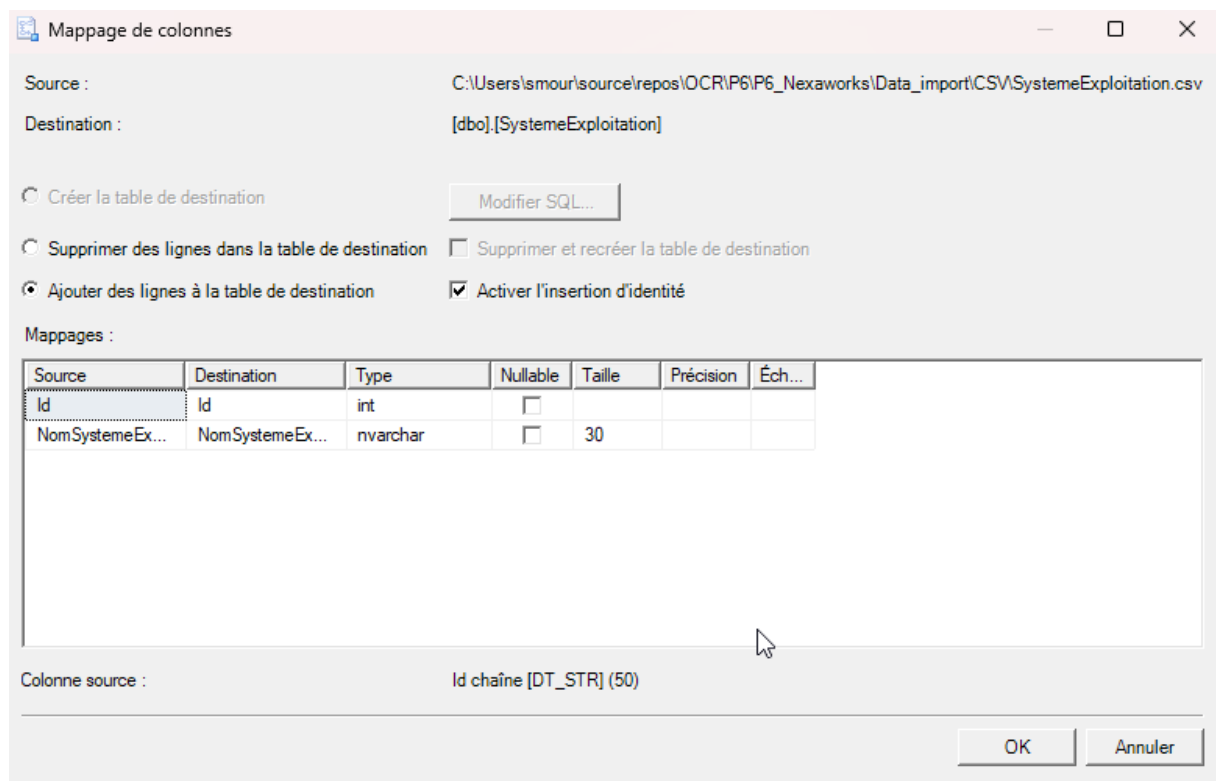 Mappage de colonnes
Source : C:\Users\smour\source\repos\OCR\P6\P6_Nexaworks\Data_import\CSV\SystemeExploitation.csv
Destination : [dbo].[SystemeExploitation]
Créer la table de destination Modifier SQL...
Supprimer des lignes dans la table de destination Supprimer et recréer la table de destination
Ajouter des lignes à la table de destination Activer l'insertion d'identité
Mappages :
Source Destination Type Nullable Taille Précision Éch...
Id Id int
NomSystemeEx... NomSystemeEx... nvarchar 30
Colonne source : Id chaîne [DT_STR] (50)
OK Annuler